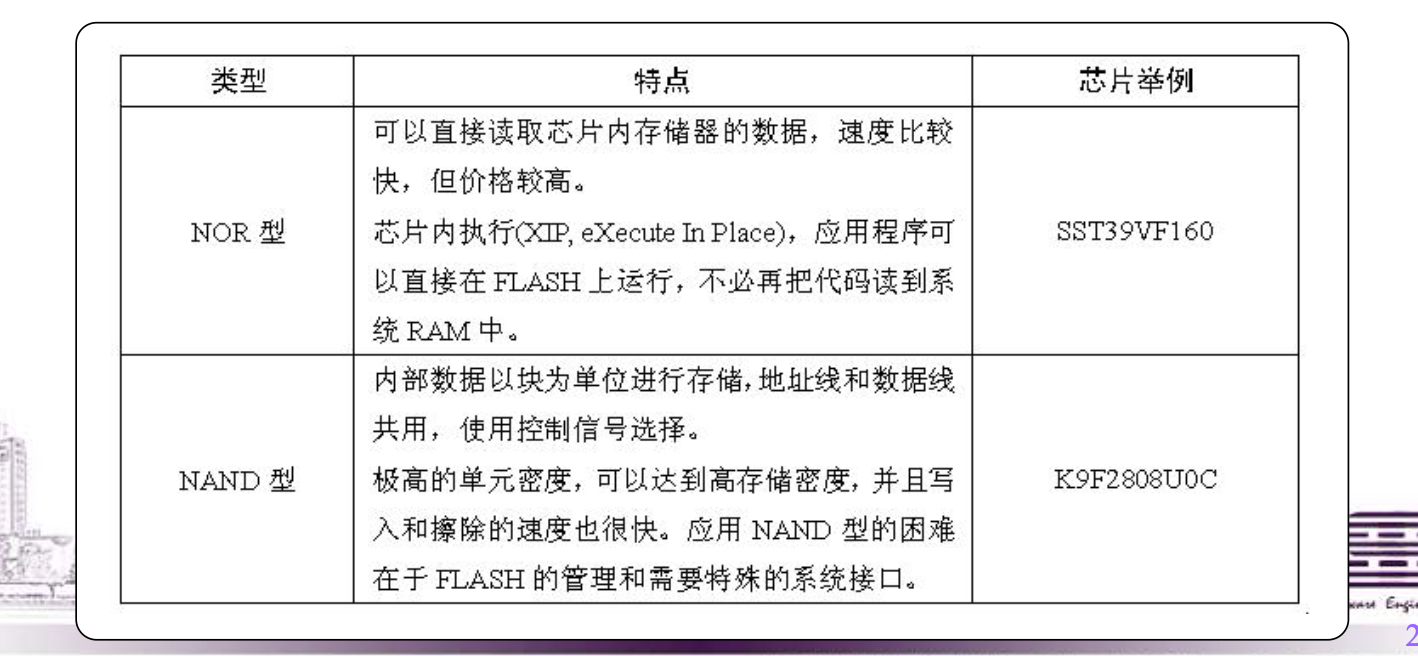 类型 特点 芯片举例
可以直接读取芯片内存储器的数据，速度比较
快，但价格较高。
NOR 型 芯片内执行(XIP, eXecute In Place)，应用程序可 SST39VF160
以直接在 FLASH 上运行，不必再把代码读到系
统 RAM 中。
内部数据以块为单位进行存储,地址线和数据线
共用，使用控制信号选择。
NAND 型 极高的单元密度，可以达到高存储密度，并且写 K9F2808U0C
入和擦除的速度也很快。应用 NAND 型的困难
在于 FLASH 的管理和需要特殊的系统接口。
2